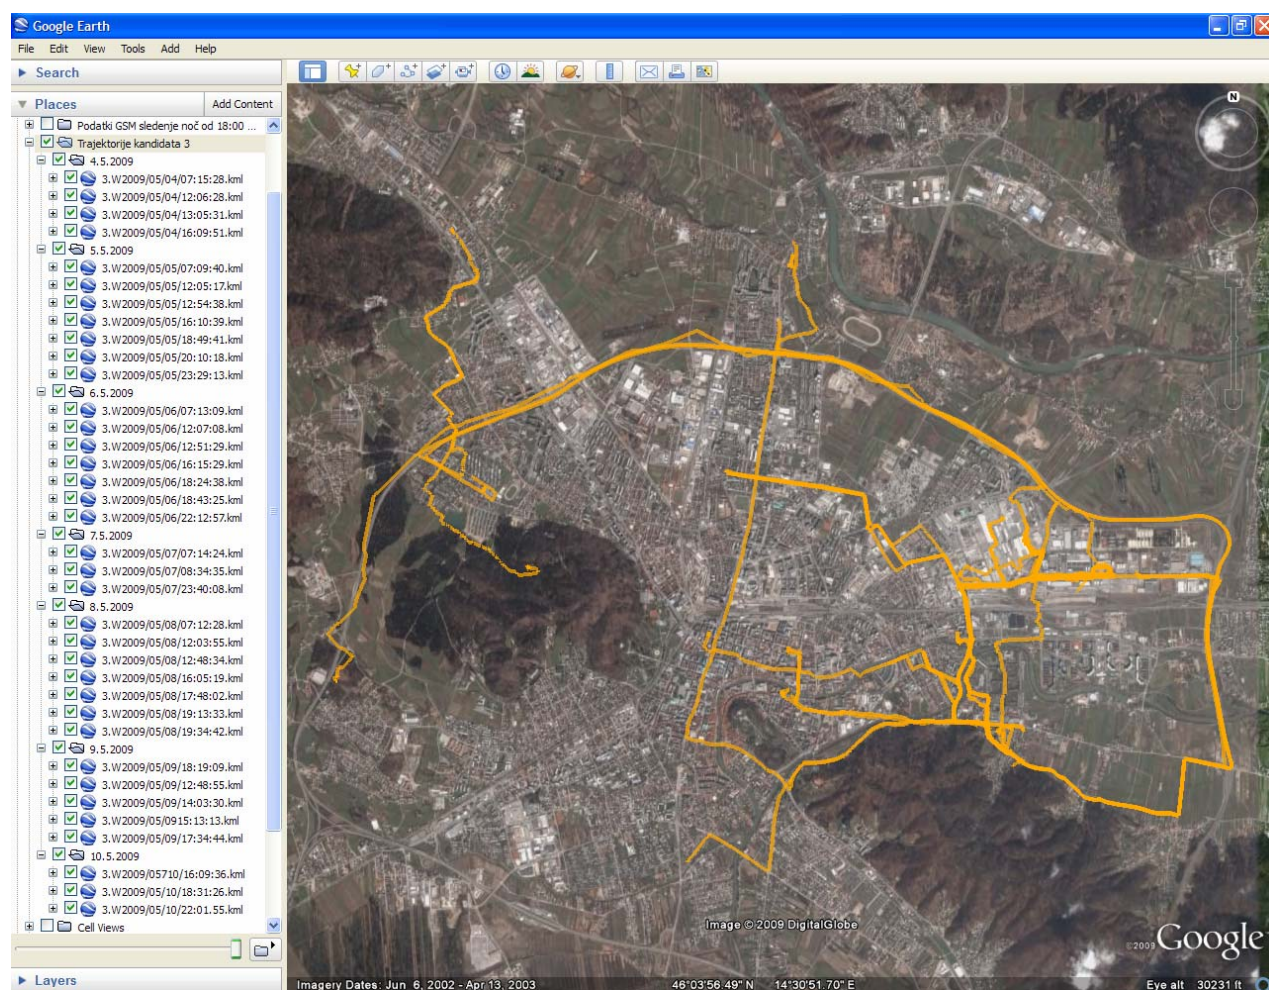 Google Earth
File Edit View Tools Add Help
Search
Places Add Content
Podatki GSM sledenje noč od 18:00 ...
Trajektorije kandidata 3
4.5.2009
3.W2009/05/04/07:15:28.kml
3.W2009/05/04/12:06:28.kml
3.W2009/05/04/13:05:31.kml
3.W2009/05/04/16:09:51.kml
5.5.2009
3.W2009/05/05/07:09:40.kml
3.W2009/05/05/12:05:17.kml
3.W2009/05/05/12:54:38.kml
3.W2009/05/05/16:10:39.kml
3.W2009/05/05/18:49:41.kml
3.W2009/05/05/20:10:18.kml
3.W2009/05/05/23:29:13.kml
6.5.2009
3.W2009/05/06/07:13:09.kml
3.W2009/05/06/12:07:08.kml
3.W2009/05/06/12:51:29.kml
3.W2009/05/06/16:15:29.kml
3.W2009/05/06/18:24:38.kml
3.W2009/05/06/18:43:25.kml
3.W2009/05/06/22:12:57.kml
7.5.2009
3.W2009/05/07/07:14:24.kml
3.W2009/05/07/08:34:35.kml
3.W2009/05/07/23:40:08.kml
8.5.2009
3.W2009/05/08/07:12:28.kml
3.W2009/05/08/12:03:55.kml
3.W2009/05/08/12:48:34.kml
3.W2009/05/08/16:05:19.kml
3.W2009/05/08/17:48:02.kml
3.W2009/05/08/19:13:33.kml
3.W2009/05/08/19:34:42.kml
9.5.2009
3.W2009/05/09/18:19:09.kml
3.W2009/05/09/12:48:55.kml
3.W2009/05/09/14:03:30.kml
3.W2009/05/0915:13:13.kml
3.W2009/05/09/17:34:44.kml
10.5.2009
3.W2009/05710/16:09:36.kml
3.W2009/05/10/18:31:26.kml
3.W2009/05/10/22:01.55.kml
Cell Views
Layers
N
Image © 2009 DigitalGlobe
©2009 Google
Imagery Dates: Jun 6, 2002 - Apr 13, 2003 46°03'56.49" N 14°30'51.70" E Eye alt 30231 ft